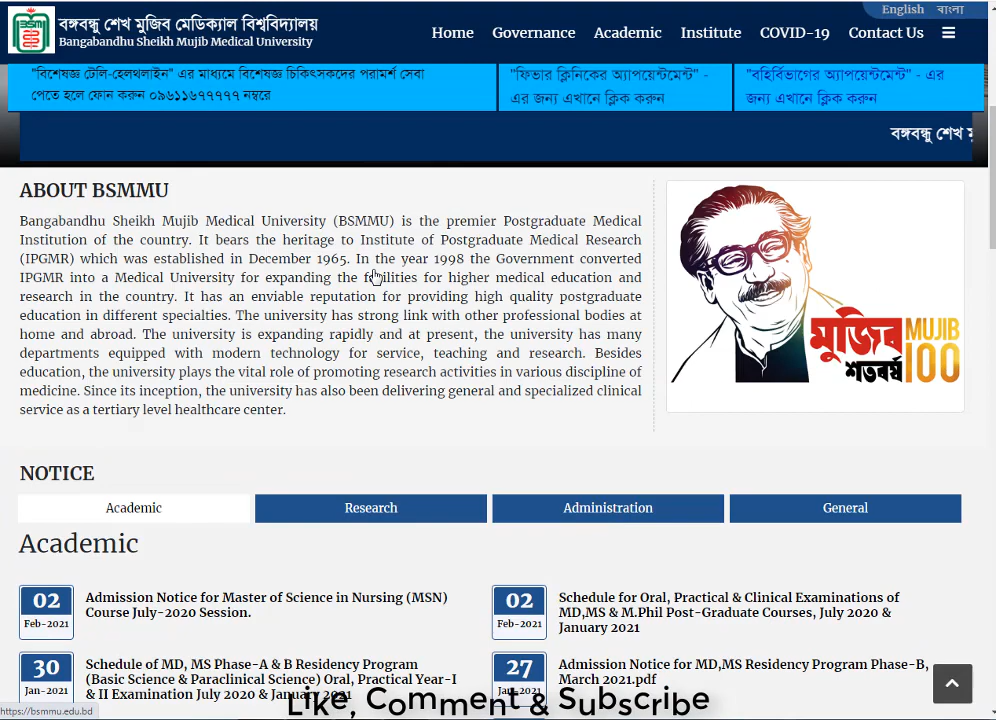 English বাংলা
বঙ্গবন্ধু শেখ মুজিব মেডিক্যাল বিশ্ববিদ্যালয়
Bangabandhu Sheikh Mujib Medical University
Home Governance Academic Institute COVID-19 Contact Us
"বিশেষজ্ঞ টেলি-হেলথলাইন" এর মাধ্যমে বিশেষজ্ঞ চিকিৎসকদের পরামর্শ সেবা
পেতে হলে ফোন করুন ০৯৬১১৬৭৭৭৭৭ নম্বরে
"ফিভার ক্লিনিকের অ্যাপয়েন্টমেন্ট" -
এর জন্য এখানে ক্লিক করুন
"বহির্বিভাগের অ্যাপয়েন্টমেন্ট" - এর
জন্য এখানে ক্লিক করুন
বঙ্গবন্ধু শেখ
ABOUT BSMMU
Bangabandhu Sheikh Mujib Medical University (BSMMU) is the premier Postgraduate Medical
Institution of the country. It bears the heritage to Institute of Postgraduate Medical Research
(IPGMR) which was established in December 1965. In the year 1998 the Government converted
IPGMR into a Medical University for expanding the facilities for higher medical education and
research in the country. It has an enviable reputation for providing high quality postgraduate
education in different specialties. The university has strong link with other professional bodies at
home and abroad. The university is expanding rapidly and at present, the university has many
departments equipped with modern technology for service, teaching and research. Besides
education, the university plays the vital role of promoting research activities in various discipline of
medicine. Since its inception, the university has also been delivering general and specialized clinical
service as a tertiary level healthcare center.
মুজিব
শতবর্ষ
MUJIB
100
NOTICE
Academic Research Administration General
Academic
02
Feb-2021
Admission Notice for Master of Science in Nursing (MSN)
Course July-2020 Session.
02
Feb-2021
Schedule for Oral, Practical & Clinical Examinations of
MD,MS & M.Phil Post-Graduate Courses, July 2020 &
January 2021
30
Jan-2021
Schedule of MD, MS Phase-A & B Residency Program
(Basic Science & Paraclinical Science) Oral, Practical Year-I
& II Examination July 2020 & January 2021
27
Jan-2021
Admission Notice for MD,MS Residency Program Phase-B,
March 2021.pdf
Like, Comment & Subscribe
https://bsmmu.edu.bd